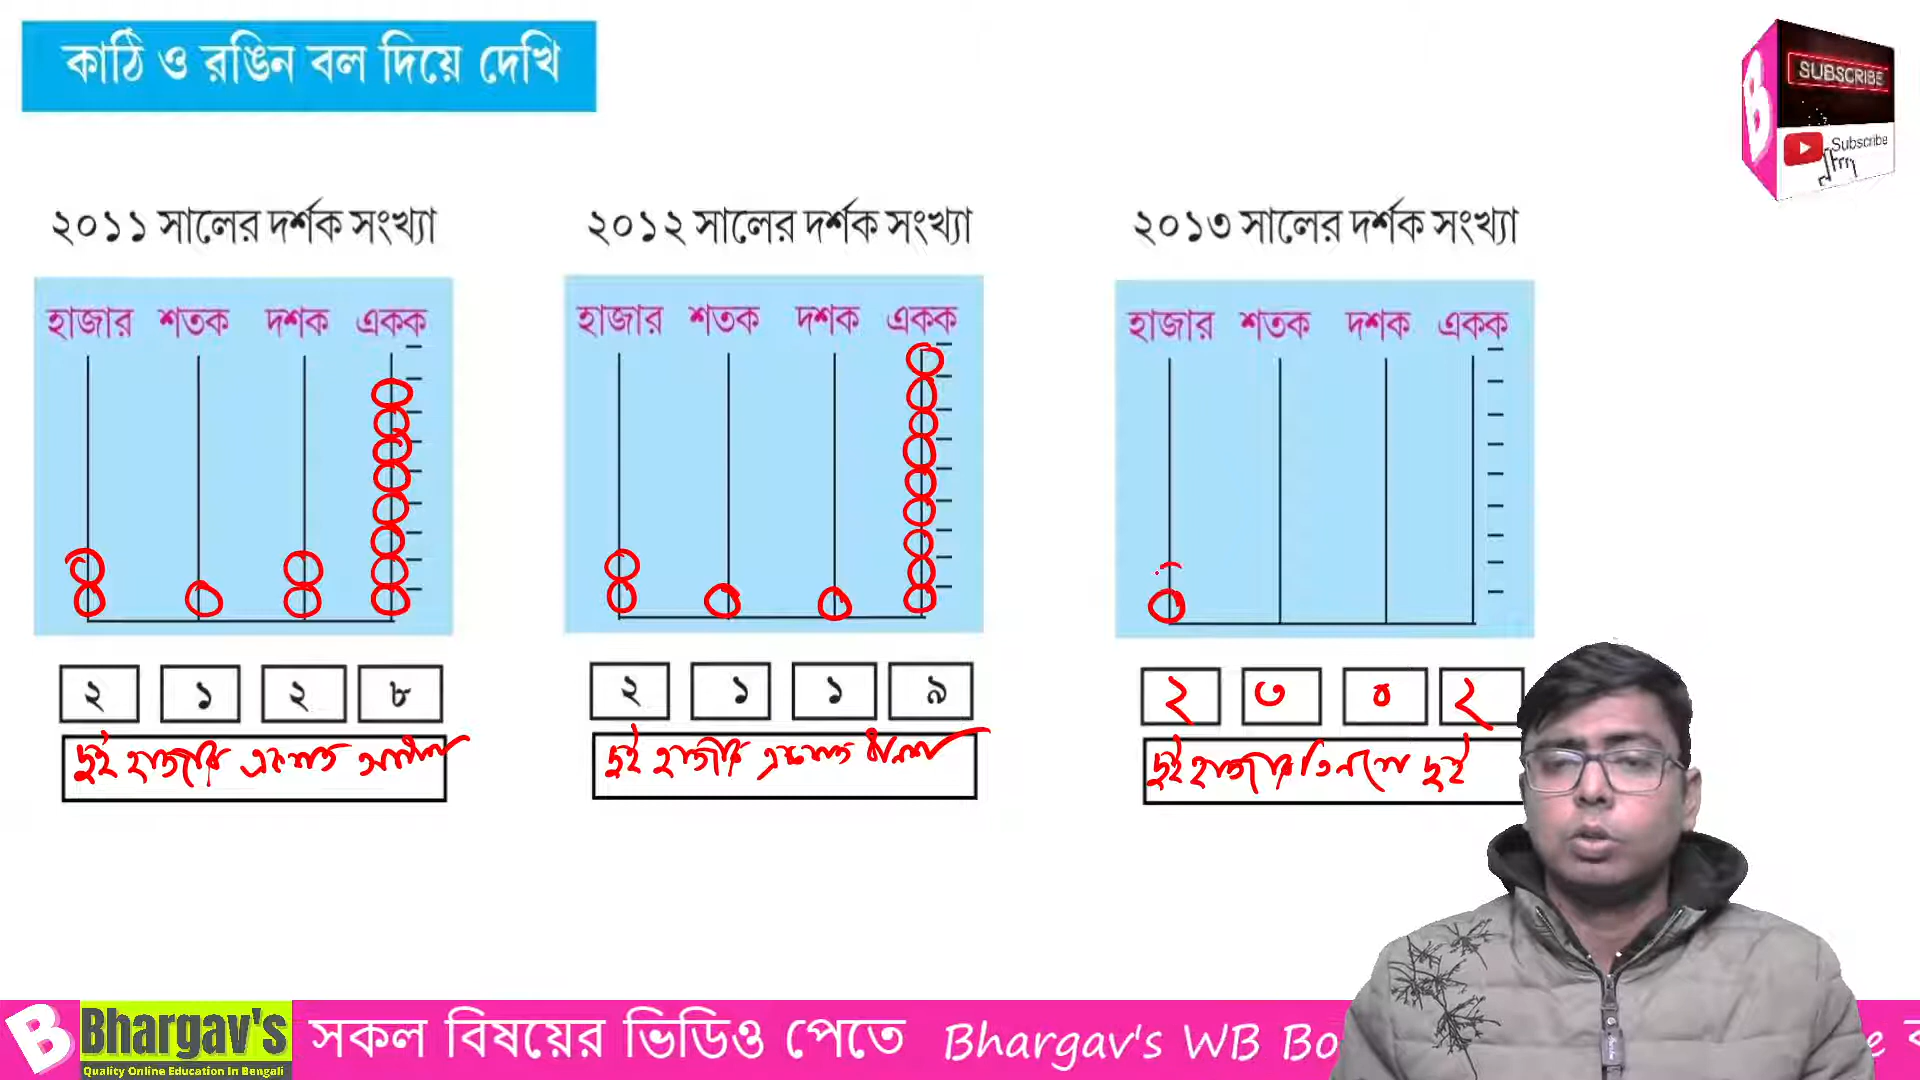 কাঠি ও রঙিন বল দিয়ে দেখি
SUBSCRIBE
Subscribe
২০১১ সালের দর্শক সংখ্যা
হাজার শতক দশক একক
২ ১ ২ ৮
দুই হাজার একশত আঠাশ
২০১২ সালের দর্শক সংখ্যা
হাজার শতক দশক একক
২ ১ ১ ৯
দুই হাজার একশত উনিশ
২০১৩ সালের দর্শক সংখ্যা
হাজার শতক দশক একক
২ ৩ ০ ২
দুই হাজার তিনশো দুই
B Bhargav's
Quality Online Education In Bengali
সকল বিষয়ের ভিডিও পেতে Bhargav's WB Bo